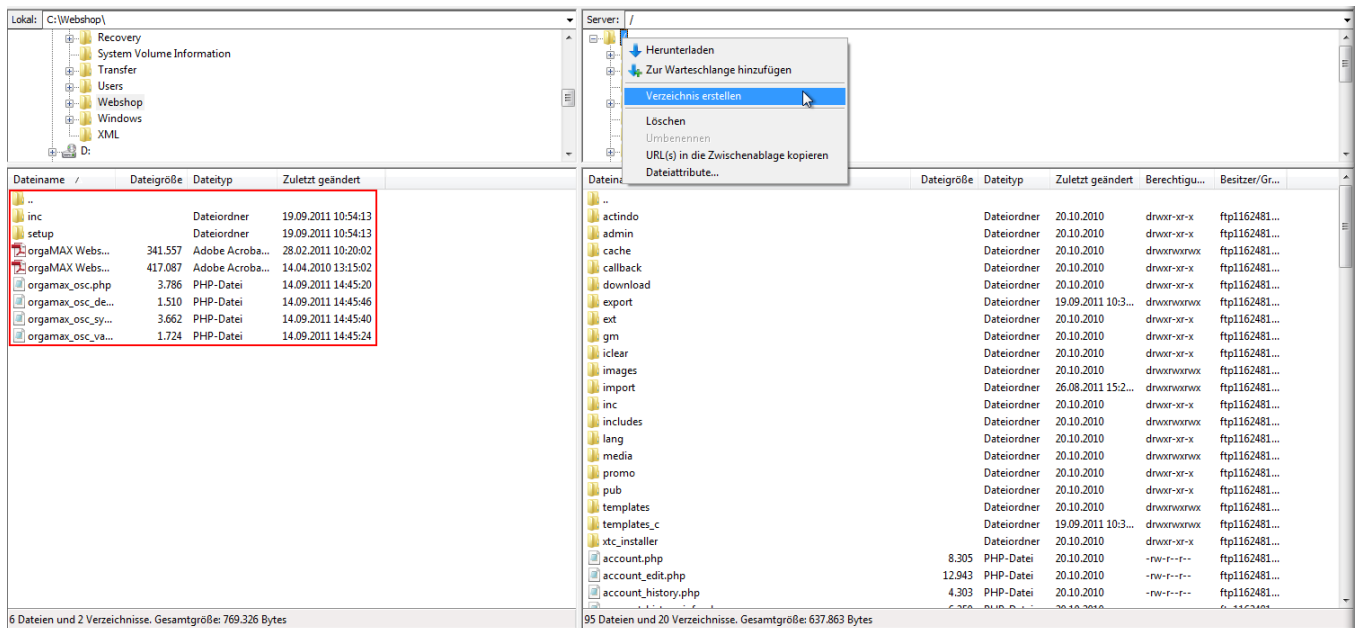 Lokal: C:\Webshop\
Recovery
System Volume Information
Transfer
Users
Webshop
Windows
XML
D:
Dateiname / Dateigröße Dateityp Zuletzt geändert
..
inc Dateiordner 19.09.2011 10:54:13
setup Dateiordner 19.09.2011 10:54:13
orgaMAX Webs... 341.557 Adobe Acroba... 28.02.2011 10:20:02
orgaMAX Webs... 417.087 Adobe Acroba... 14.04.2010 13:15:02
orgamax_osc.php 3.786 PHP-Datei 14.09.2011 14:45:20
orgamax_osc_de... 1.510 PHP-Datei 14.09.2011 14:45:46
orgamax_osc_sy... 3.662 PHP-Datei 14.09.2011 14:45:40
orgamax_osc_va... 1.724 PHP-Datei 14.09.2011 14:45:24
6 Dateien und 2 Verzeichnisse. Gesamtgröße: 769.326 Bytes
Server: /
/
Herunterladen
Zur Warteschlange hinzufügen
Verzeichnis erstellen
Löschen
Umbenennen
URL(s) in die Zwischenablage kopieren
Dateiattribute...
Dateina Dateigröße Dateityp Zuletzt geändert Berechtigu... Besitzer/Gr...
..
actindo Dateiordner 20.10.2010 drwxr-xr-x ftp1162481...
admin Dateiordner 20.10.2010 drwxr-xr-x ftp1162481...
cache Dateiordner 20.10.2010 drwxrwxrwx ftp1162481...
callback Dateiordner 20.10.2010 drwxr-xr-x ftp1162481...
download Dateiordner 20.10.2010 drwxr-xr-x ftp1162481...
export Dateiordner 19.09.2011 10:3... drwxrwxrwx ftp1162481...
ext Dateiordner 20.10.2010 drwxr-xr-x ftp1162481...
gm Dateiordner 20.10.2010 drwxr-xr-x ftp1162481...
iclear Dateiordner 20.10.2010 drwxr-xr-x ftp1162481...
images Dateiordner 20.10.2010 drwxrwxrwx ftp1162481...
import Dateiordner 26.08.2011 15:2... drwxrwxrwx ftp1162481...
inc Dateiordner 20.10.2010 drwxr-xr-x ftp1162481...
includes Dateiordner 20.10.2010 drwxrwxrwx ftp1162481...
lang Dateiordner 20.10.2010 drwxr-xr-x ftp1162481...
media Dateiordner 20.10.2010 drwxrwxrwx ftp1162481...
promo Dateiordner 20.10.2010 drwxr-xr-x ftp1162481...
pub Dateiordner 20.10.2010 drwxr-xr-x ftp1162481...
templates Dateiordner 20.10.2010 drwxrwxrwx ftp1162481...
templates_c Dateiordner 19.09.2011 10:3... drwxrwxrwx ftp1162481...
xtc_installer Dateiordner 20.10.2010 drwxr-xr-x ftp1162481...
account.php 8.305 PHP-Datei 20.10.2010 -rw-r--r-- ftp1162481...
account_edit.php 12.943 PHP-Datei 20.10.2010 -rw-r--r-- ftp1162481...
account_history.php 4.303 PHP-Datei 20.10.2010 -rw-r--r-- ftp1162481...
95 Dateien und 20 Verzeichnisse. Gesamtgröße: 637.863 Bytes